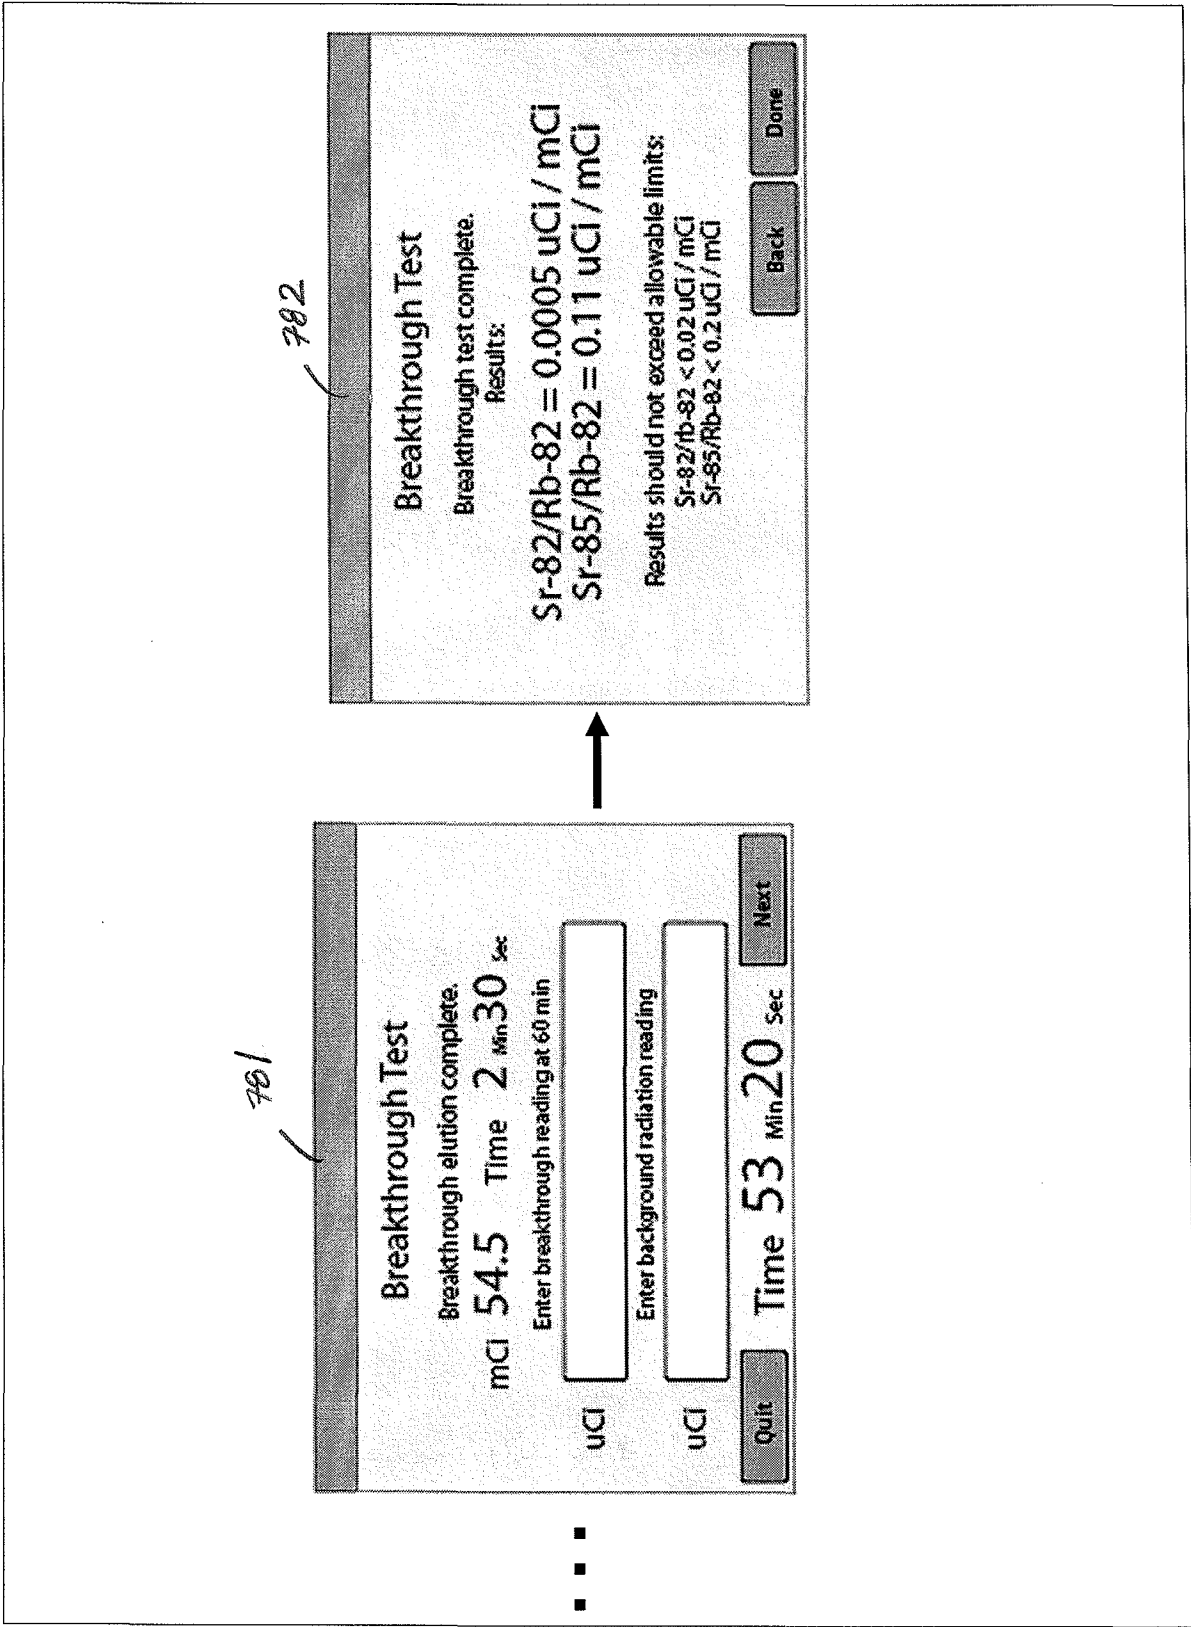 781
Breakthrough Test
Breakthrough elution complete.
mCi 54.5 Time 2 Min 30 Sec
Enter breakthrough reading at 60 min
uCi
Enter background radiation reading
uCi
Quit Time 53 Min 20 Sec Next
782
Breakthrough Test
Breakthrough test complete.
Results:
Sr-82/Rb-82 = 0.0005 uCi / mCi
Sr-85/Rb-82 = 0.11 uCi / mCi
Results should not exceed allowable limits:
Sr-82/rb-82 < 0.02 uCi / mCi
Sr-85/Rb-82 < 0.2 uCi / mCi
Back Done